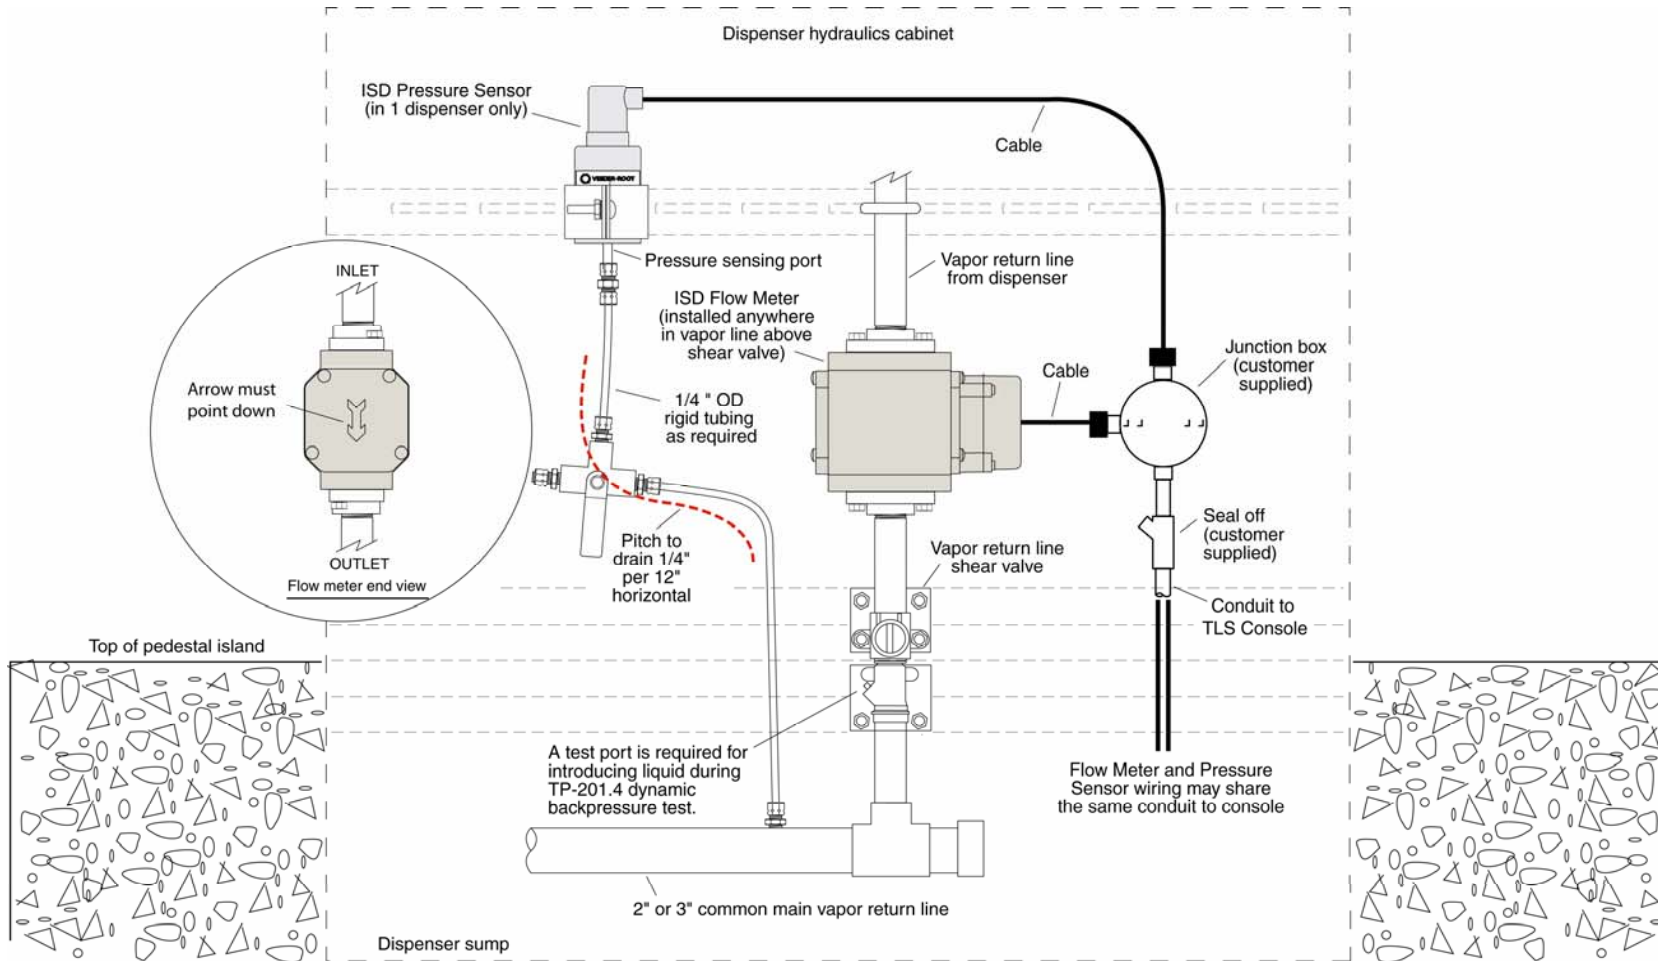 Dispenser hydraulics cabinet
ISD Pressure Sensor
(in 1 dispenser only)
Cable
VEEDER-ROOT
INLET
Pressure sensing port
Vapor return line
from dispenser
ISD Flow Meter
(installed anywhere
in vapor line above
shear valve)
Junction box
(customer
supplied)
Arrow must
point down
Cable
1/4 " OD
rigid tubing
as required
Seal off
(customer
supplied)
Pitch to
drain 1/4"
per 12"
horizontal
Vapor return line
shear valve
OUTLET
Flow meter end view
Conduit to
TLS Console
Top of pedestal island
A test port is required for
introducing liquid during
TP-201.4 dynamic
backpressure test.
Flow Meter and Pressure
Sensor wiring may share
the same conduit to console
2" or 3" common main vapor return line
Dispenser sump